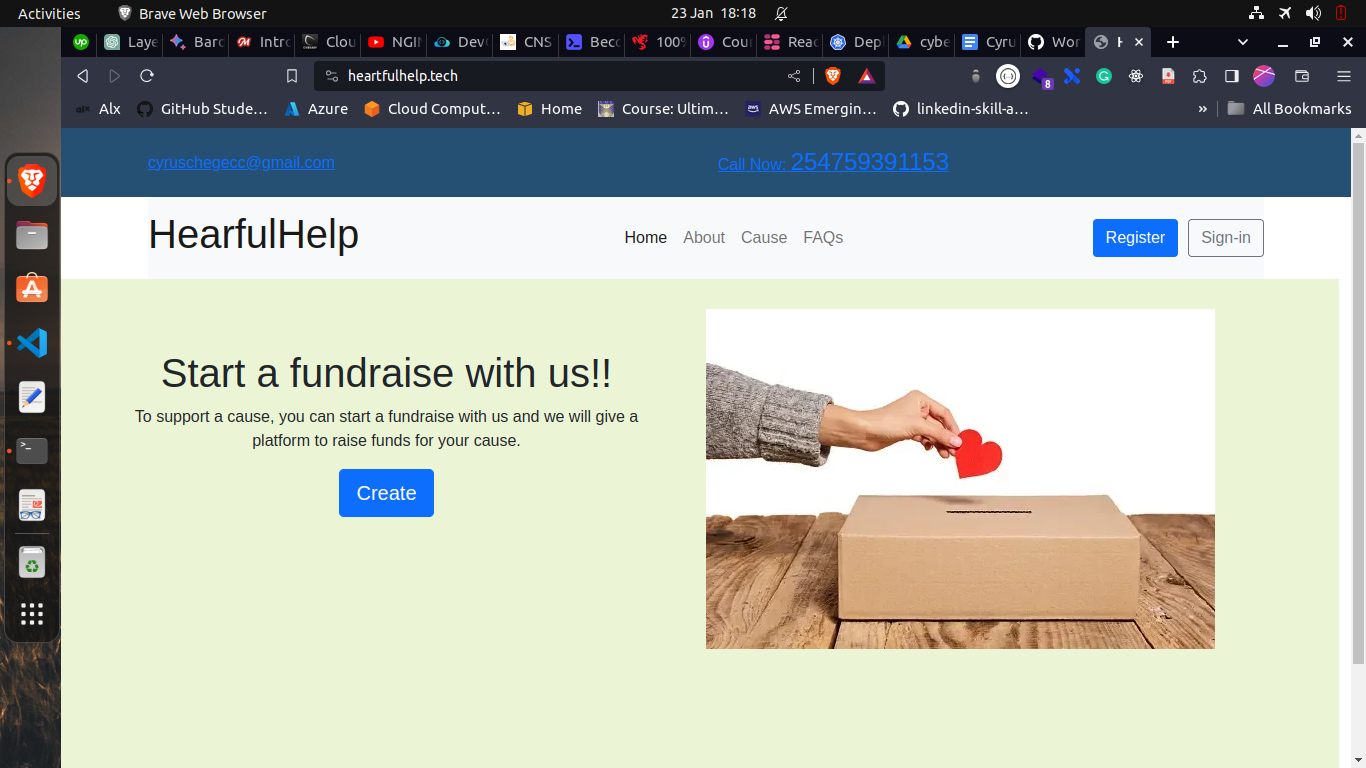 Activities Brave Web Browser 23 Jan 18:18
Laye Bard Intro Clou NGIN Dev CNS Beco 100% Cour Reac Depl cybe Cyru Wor
heartfulhelp.tech 8
Alx GitHub Stude… Azure Cloud Comput… Home Course: Ultim… AWS Emergin… linkedin-skill-a… » All Bookmarks
cyruschegecc@gmail.com Call Now: 254759391153
HearfulHelp Home About Cause FAQs Register Sign-in
Start a fundraise with us!!
To support a cause, you can start a fundraise with us and we will give a
platform to raise funds for your cause.
Create